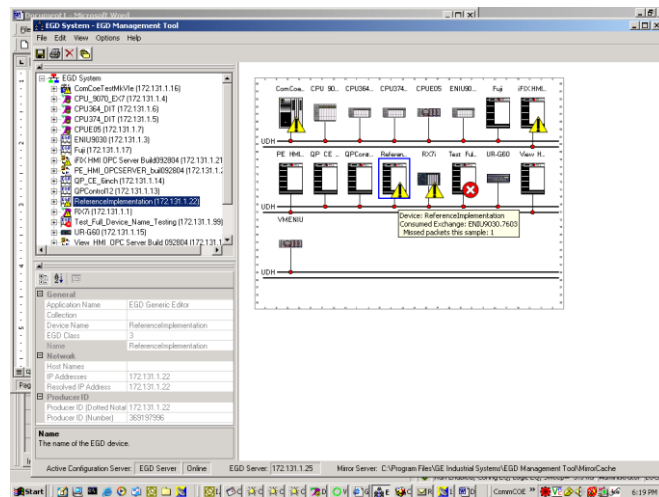 Document1 - Microsoft Word
EGD System - EGD Management Tool
File Edit View Options Help
EGD System
ComCoeTestMkVIe (172.131.1.16)
CPU_9070_EX7 (172.131.1.4)
CPU364_DIT (172.131.1.6)
CPU374_DIT (172.131.1.5)
CPUE05 (172.131.1.7)
ENIU9030 (172.131.1.3)
Fuji (172.131.1.17)
iFIX HMI OPC Server Build092804 (172.131.1.21
PE_HMI_OPCSERVER_buil092804 (172.131.1.2
QP_CE_6inch (172.131.1.14)
QPControl12 (172.131.1.13)
ReferenceImplementation (172.131.1.22)
RX7i (172.131.1.1)
Test_Full_Device_Name_Testing (172.131.1.99)
UR-G60 (172.131.1.15)
View_HMI_OPC Server Build 092804 (172.131.1
ComCoe... CPU 90... CPU364... CPU374... CPUE05 ENIU90... Fuji iFIX HMI...
UDH
PE HMI... QP CE ... QPContr... Referen... RX7i Test Ful... UR-G60 View H...
UDH
Device: ReferenceImplementation
Consumed Exchange: ENIU9030-7603
Missed packets this sample: 1
VMENIU
UDH
General
Application Name EGD Generic Editor
Collection
Device Name ReferenceImplementation
EGD Class 3
Name ReferenceImplementation
Network
Host Names
IP Addresses 172.131.1.22
Resolved IP Address 172.131.1.22
Producer ID
Producer ID (Dotted Notat 172.131.1.22
Producer ID (Number) 369197996
Name
The name of the EGD device.
Active Configuration Server: EGD Server Online EGD Server: 172.131.1.25 Mirror Server: C:\Program Files\GE Industrial Systems\EGD Management Tool\MirrorCache
Start CommCOE 6:19 PM